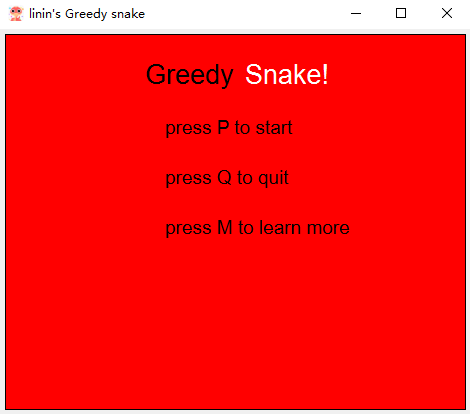 linin's Greedy snake
Greedy Snake!
press P to start
press Q to quit
press M to learn more